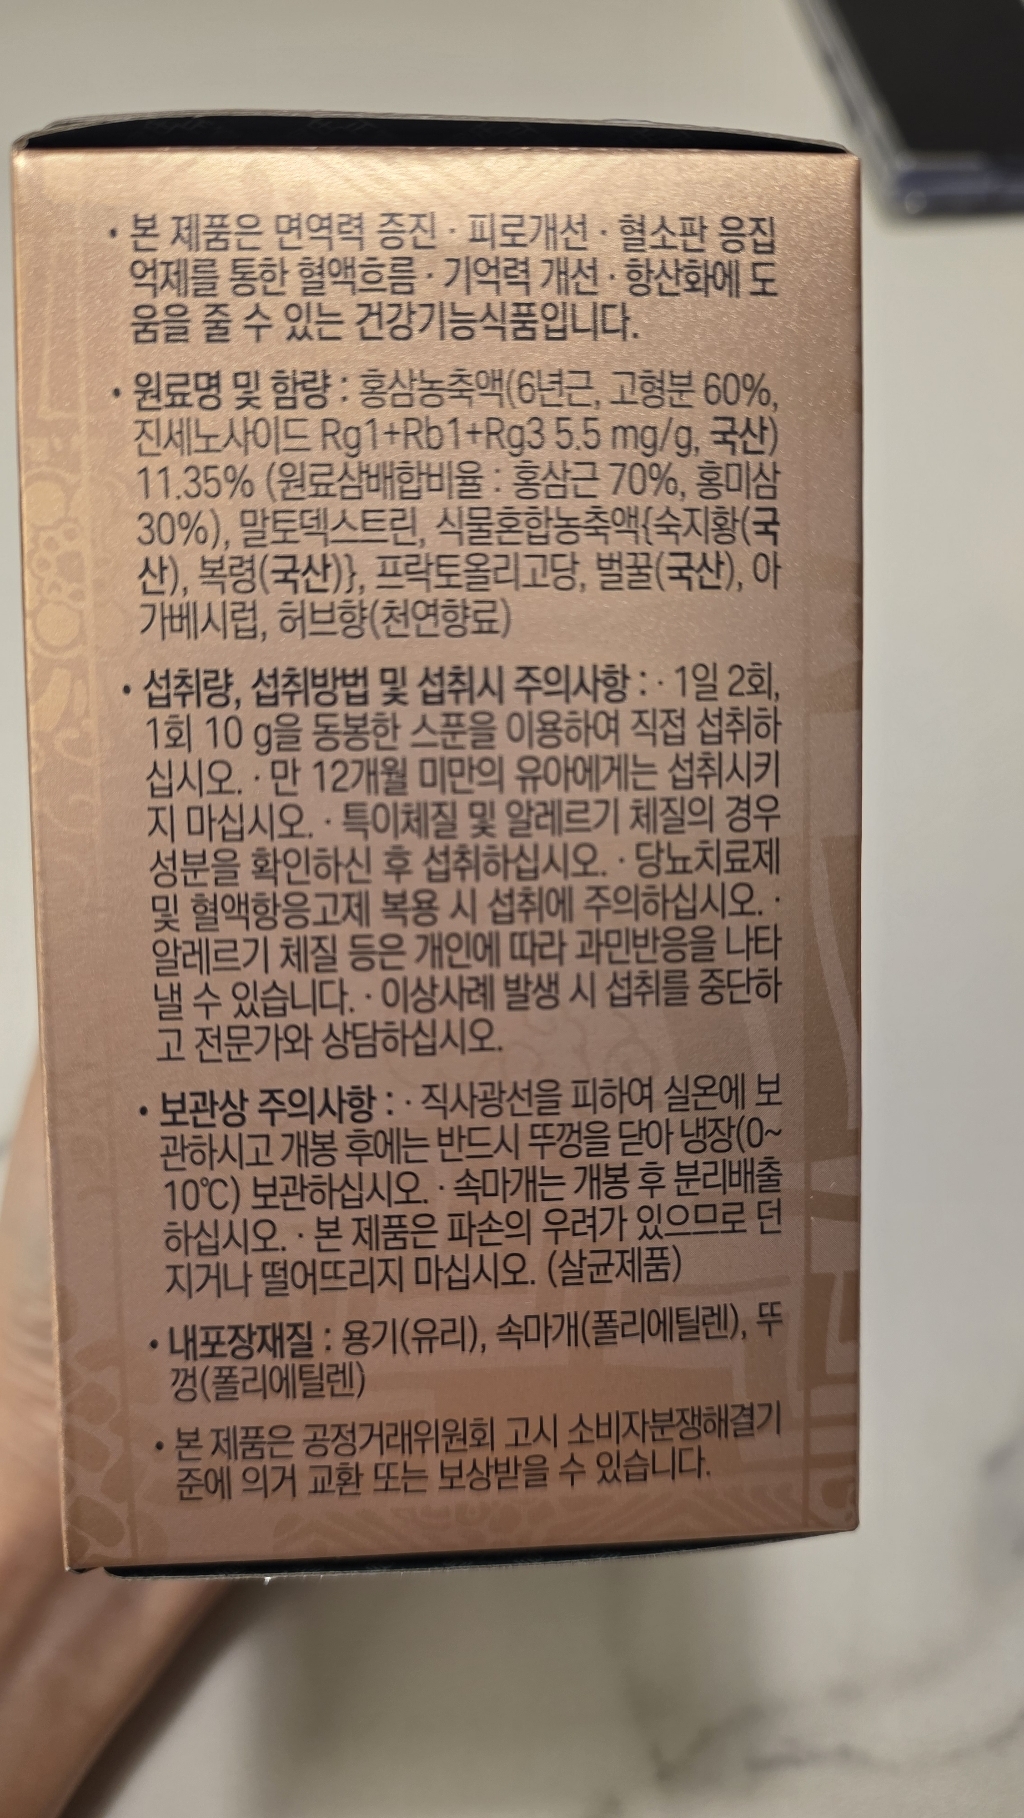 • 본 제품은 면역력 증진 · 피로개선 · 혈소판 응집
억제를 통한 혈액흐름 · 기억력 개선 · 항산화에 도
움을 줄 수 있는 건강기능식품입니다.
• 원료명 및 함량 : 홍삼농축액(6년근, 고형분 60%,
진세노사이드 Rg1+Rb1+Rg3 5.5 mg/g, 국산)
11.35% (원료삼배합비율 : 홍삼근 70%, 홍미삼
30%), 말토덱스트린, 식물혼합농축액{숙지황(국
산), 복령(국산)}, 프락토올리고당, 벌꿀(국산), 아
가베시럽, 허브향(천연향료)
• 섭취량, 섭취방법 및 섭취시 주의사항 : · 1일 2회,
1회 10 g을 동봉한 스푼을 이용하여 직접 섭취하
십시오. · 만 12개월 미만의 유아에게는 섭취시키
지 마십시오. · 특이체질 및 알레르기 체질의 경우
성분을 확인하신 후 섭취하십시오. · 당뇨치료제
및 혈액항응고제 복용 시 섭취에 주의하십시오. ·
알레르기 체질 등은 개인에 따라 과민반응을 나타
낼 수 있습니다. · 이상사례 발생 시 섭취를 중단하
고 전문가와 상담하십시오.
• 보관상 주의사항 : · 직사광선을 피하여 실온에 보
관하시고 개봉 후에는 반드시 뚜껑을 닫아 냉장(0~
10℃) 보관하십시오. · 속마개는 개봉 후 분리배출
하십시오. · 본 제품은 파손의 우려가 있으므로 던
지거나 떨어뜨리지 마십시오. (살균제품)
• 내포장재질 : 용기(유리), 속마개(폴리에틸렌), 뚜
껑(폴리에틸렌)
• 본 제품은 공정거래위원회 고시 소비자분쟁해결기
준에 의거 교환 또는 보상받을 수 있습니다.